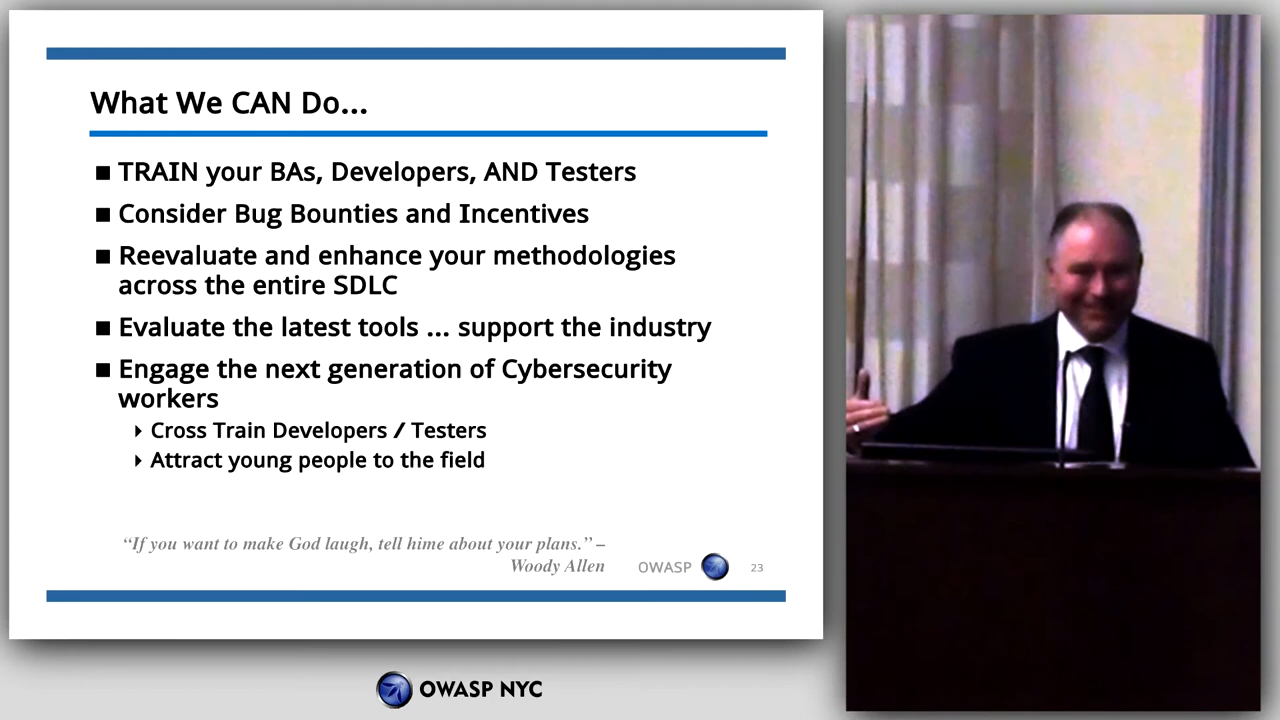 What We CAN Do...
TRAIN your BAs, Developers, AND Testers
Consider Bug Bounties and Incentives
Reevaluate and enhance your methodologies
across the entire SDLC
Evaluate the latest tools ... support the industry
Engage the next generation of Cybersecurity
workers
Cross Train Developers / Testers
Attract young people to the field
“If you want to make God laugh, tell hime about your plans.” –
Woody Allen
OWASP
23
OWASP NYC